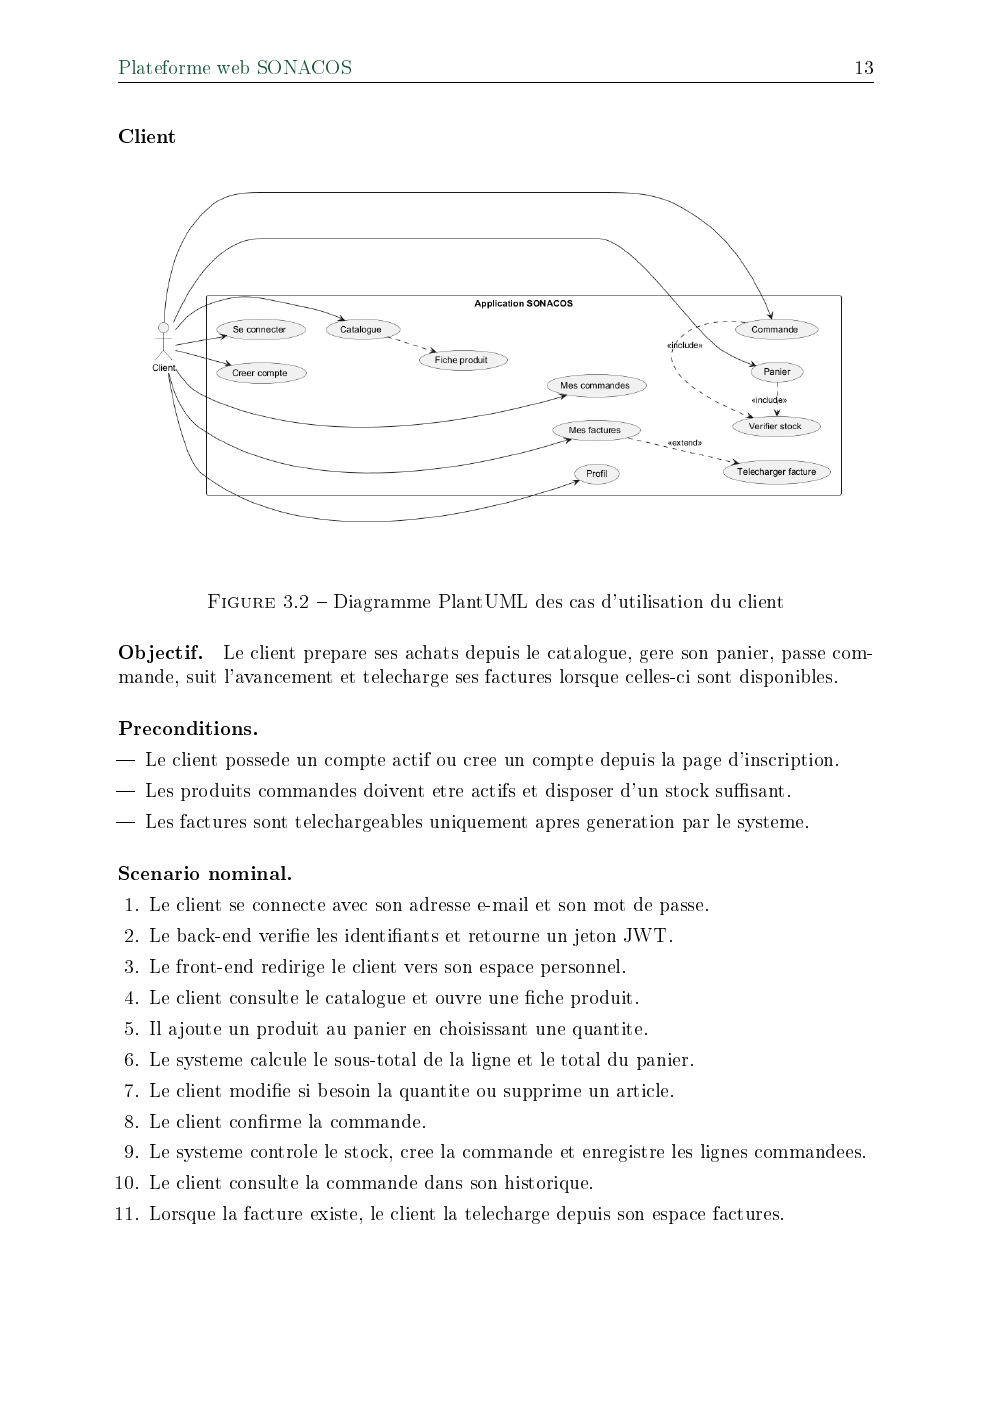 Plateforme web SONACOS 13
Client
Application SONACOS
Se connecter
Catalogue
Commande
«include»
Fiche produit
Client
Creer compte
Panier
Mes commandes
«include»
Mes factures
Verifier stock
«extend»
Profil
Telecharger facture
FIGURE 3.2 – Diagramme PlantUML des cas d'utilisation du client
Objectif. Le client prepare ses achats depuis le catalogue, gere son panier, passe com-
mande, suit l'avancement et telecharge ses factures lorsque celles-ci sont disponibles.
Preconditions.
— Le client possede un compte actif ou cree un compte depuis la page d'inscription.
— Les produits commandes doivent etre actifs et disposer d'un stock suffisant.
— Les factures sont telechargeables uniquement apres generation par le systeme.
Scenario nominal.
1. Le client se connecte avec son adresse e-mail et son mot de passe.
2. Le back-end verifie les identifiants et retourne un jeton JWT.
3. Le front-end redirige le client vers son espace personnel.
4. Le client consulte le catalogue et ouvre une fiche produit.
5. Il ajoute un produit au panier en choisissant une quantite.
6. Le systeme calcule le sous-total de la ligne et le total du panier.
7. Le client modifie si besoin la quantite ou supprime un article.
8. Le client confirme la commande.
9. Le systeme controle le stock, cree la commande et enregistre les lignes commandees.
10. Le client consulte la commande dans son historique.
11. Lorsque la facture existe, le client la telecharge depuis son espace factures.